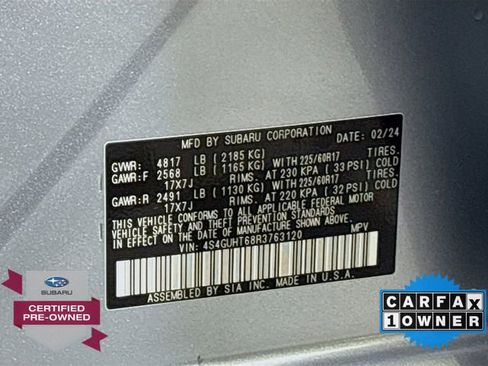 MFD BY SUBARU CORPORATION DATE: 02/24
GVWR: 4817 LB ( 2185 KG) TIRES.
GAWR:F 2568 LB ( 1165 KG) WITH 225/60R17
17X7J RIMS. AT 230 KPA ( 33 PSI) COLD
TIRES.
GAWR:R 2491 LB ( 1130 KG) WITH 225/60R17
17X7J RIMS. AT 220 KPA ( 32 PSI) COLD
THIS VEHICLE CONFORMS TO ALL APPLICABLE FEDERAL MOTOR
VEHICLE SAFETY AND THEFT PREVENTION STANDARDS
IN EFFECT ON THE DATE OF MANUFACTURE SHOWN ABOVE.
VIN: 4S4GUHT68R3763120 MPV
ASSEMBLED BY SIA INC. MADE IN U.S.A.
SUBARU
CERTIFIED
PRE-OWNED
CARFAX
1 OWNER